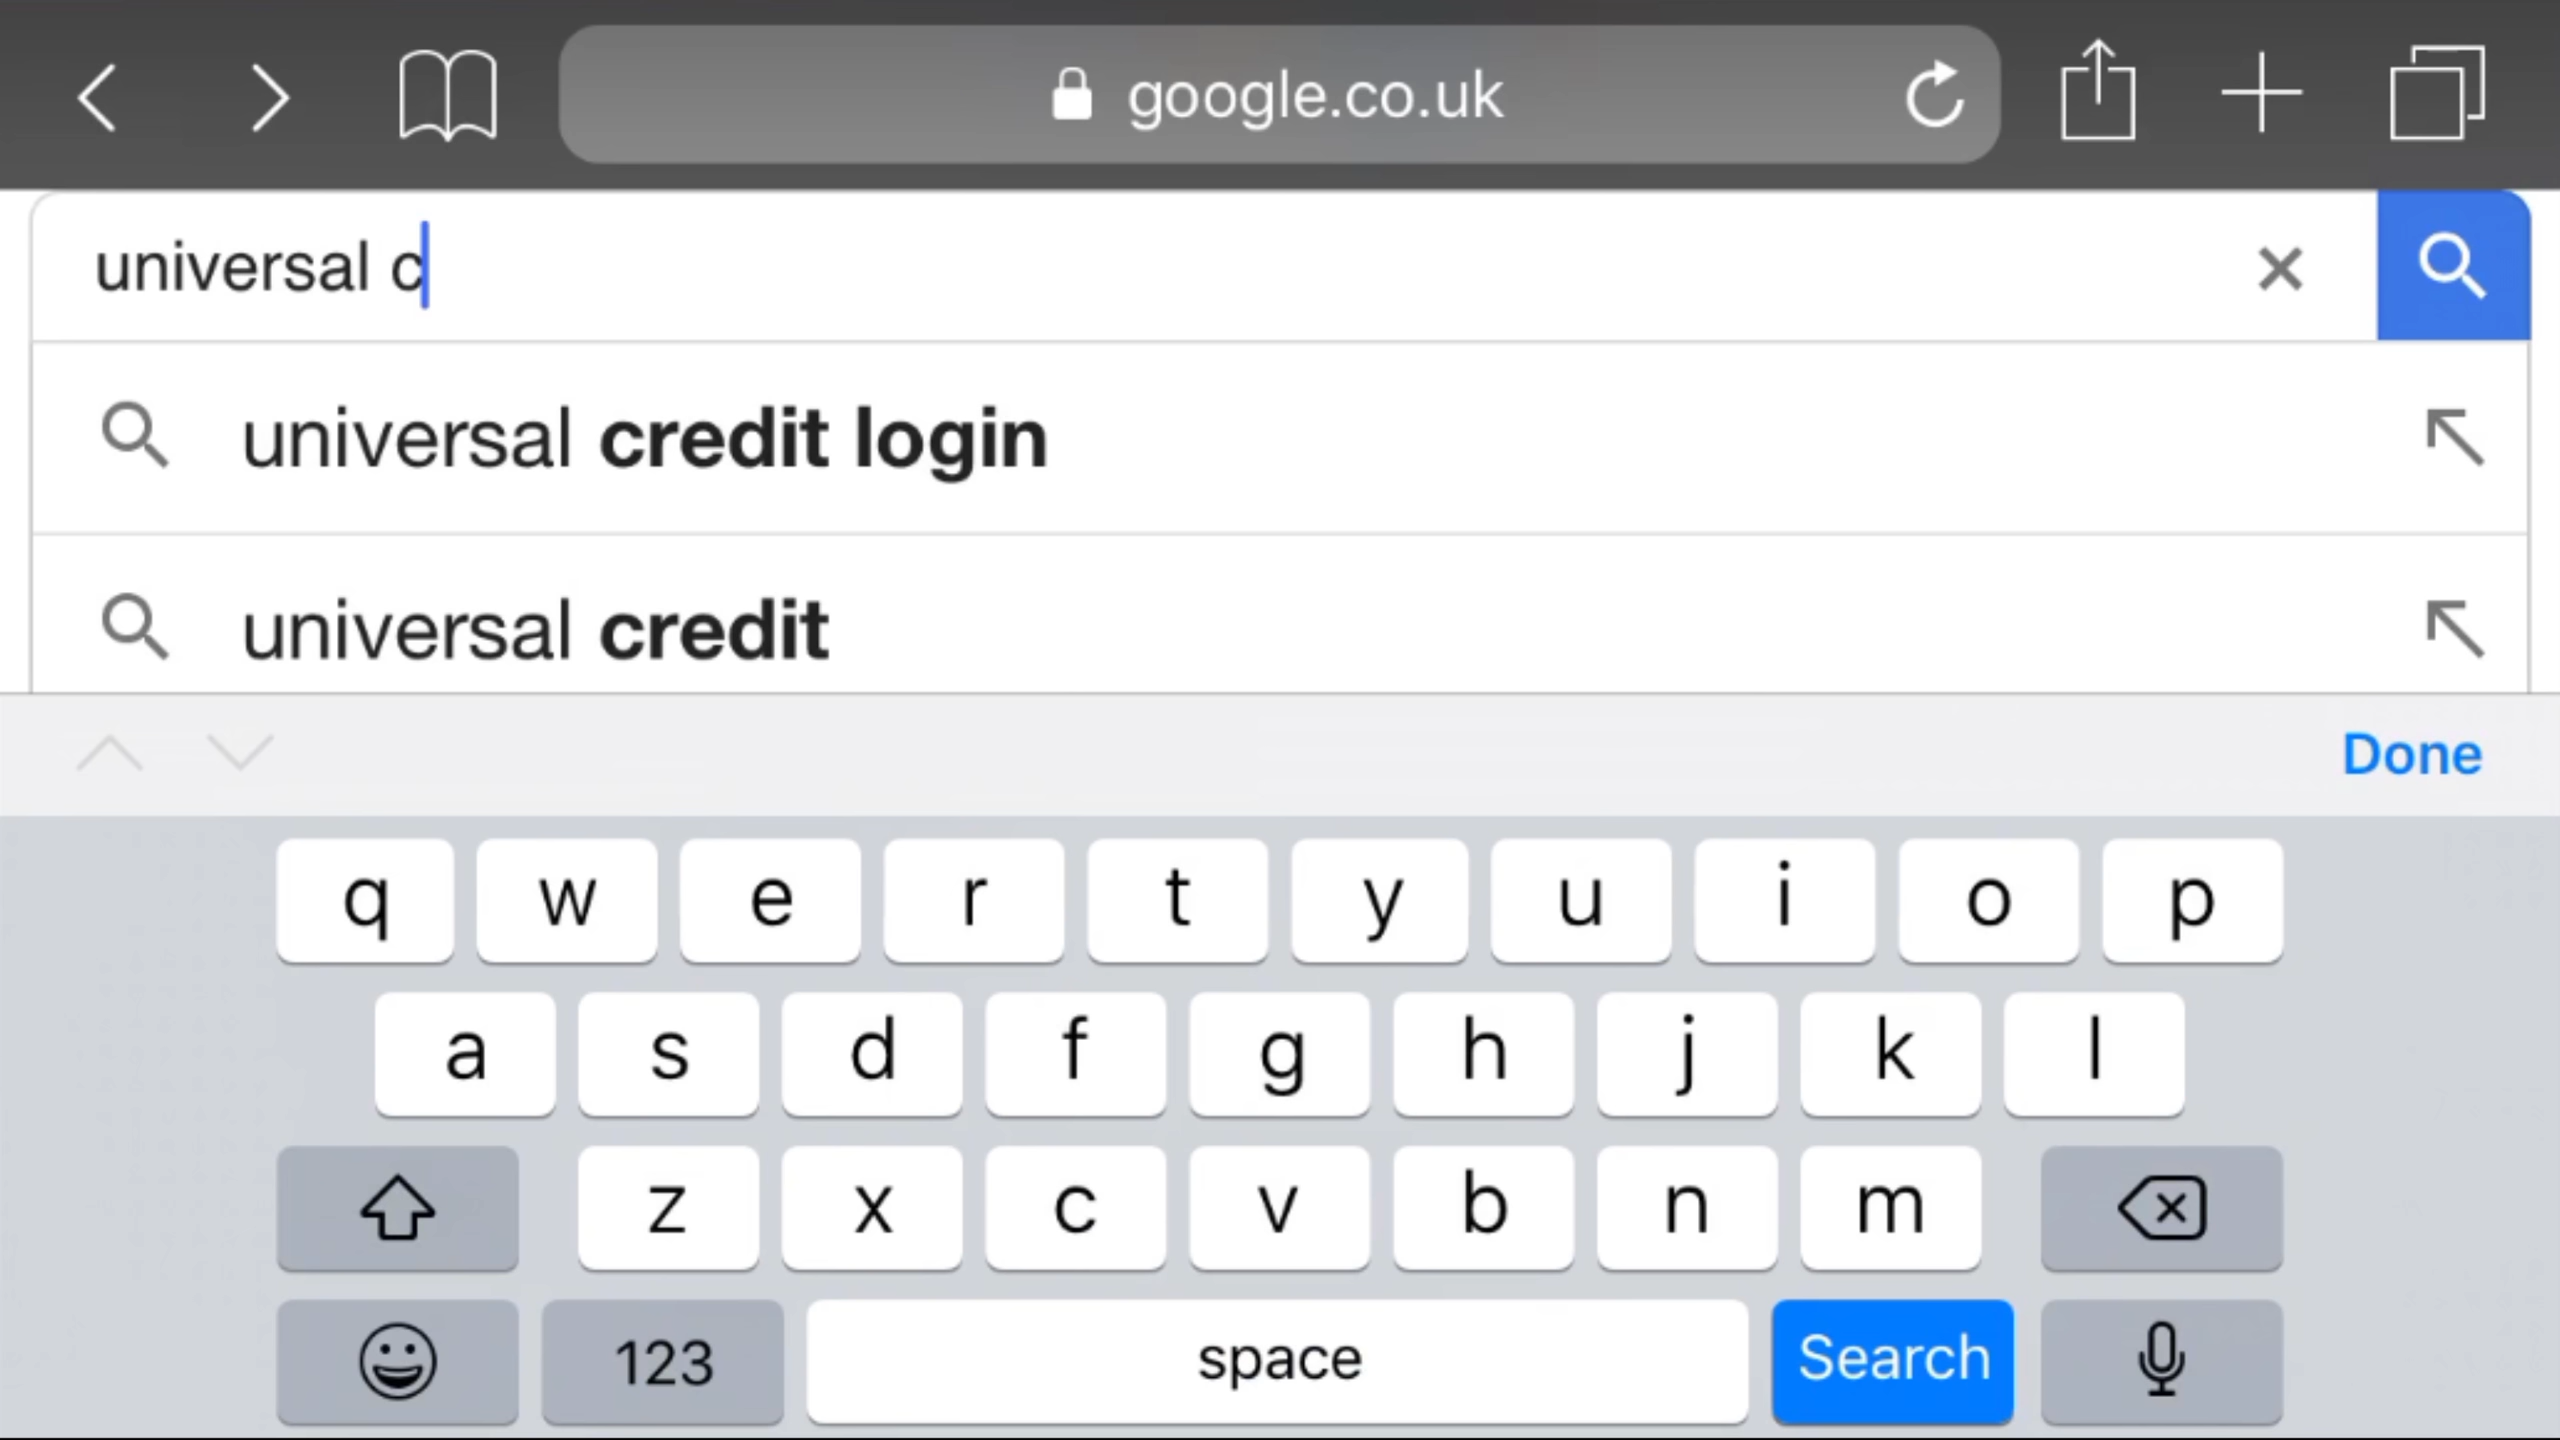 google.co.uk
universal c
universal credit login
universal credit
Done
q w e r t y u i o p
a s d f g h j k l
z x c v b n m
123 space Search